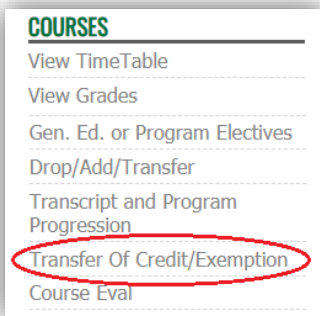 COURSES
View TimeTable
View Grades
Gen. Ed. or Program Electives
Drop/Add/Transfer
Transcript and Program
Progression
Transfer Of Credit/Exemption
Course Eval